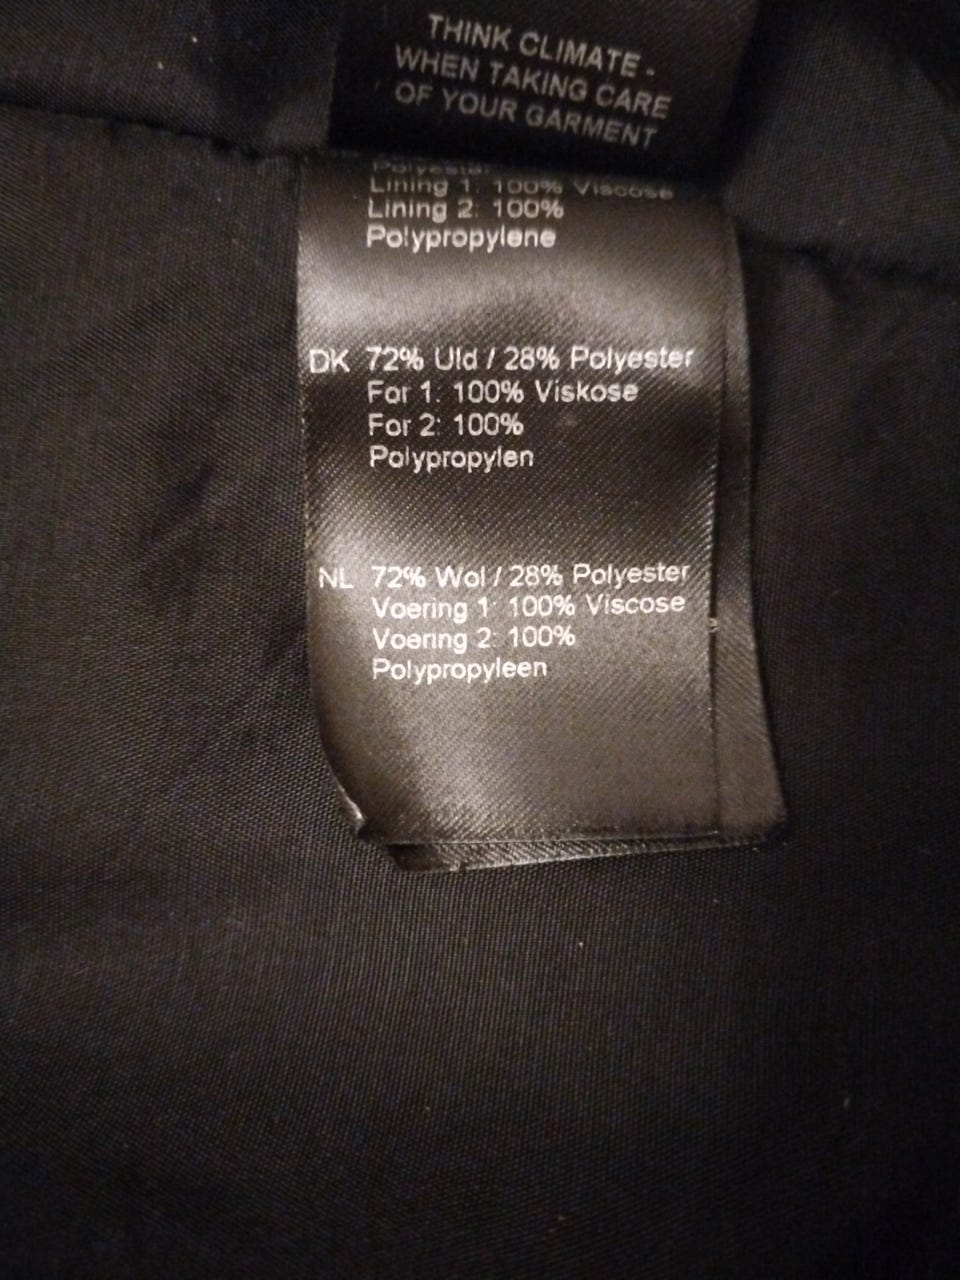 THINK CLIMATE -
WHEN TAKING CARE
OF YOUR GARMENT
Polyester
Lining 1: 100% Viscose
Lining 2: 100%
Polypropylene
DK 72% Uld / 28% Polyester
For 1: 100% Viskose
For 2: 100%
Polypropylen
NL 72% Wol / 28% Polyester
Voering 1: 100% Viscose
Voering 2: 100%
Polypropyleen